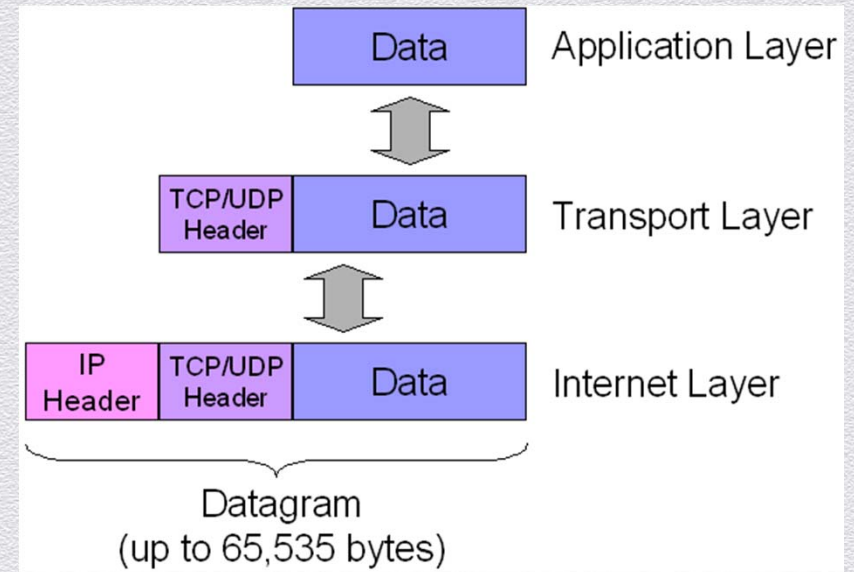 Data
Application Layer
TCP/UDP
Header
Data
Transport Layer
IP
Header
TCP/UDP
Header
Data
Internet Layer
Datagram
(up to 65,535 bytes)